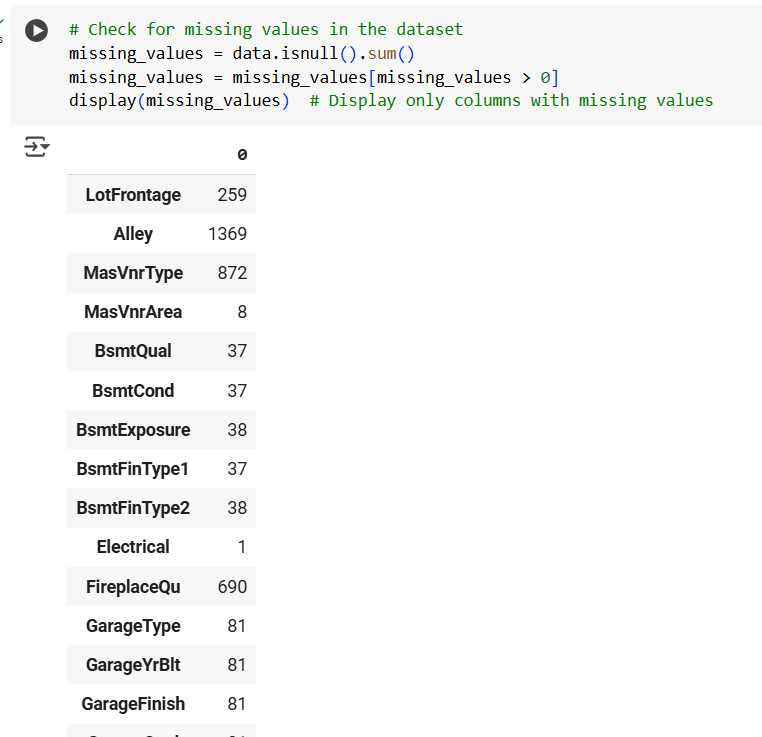 # Check for missing values in the dataset
missing_values = data.isnull().sum()
missing_values = missing_values[missing_values > 0]
display(missing_values)  # Display only columns with missing values
0
LotFrontage 259
Alley 1369
MasVnrType 872
MasVnrArea 8
BsmtQual 37
BsmtCond 37
BsmtExposure 38
BsmtFinType1 37
BsmtFinType2 38
Electrical 1
FireplaceQu 690
GarageType 81
GarageYrBlt 81
GarageFinish 81